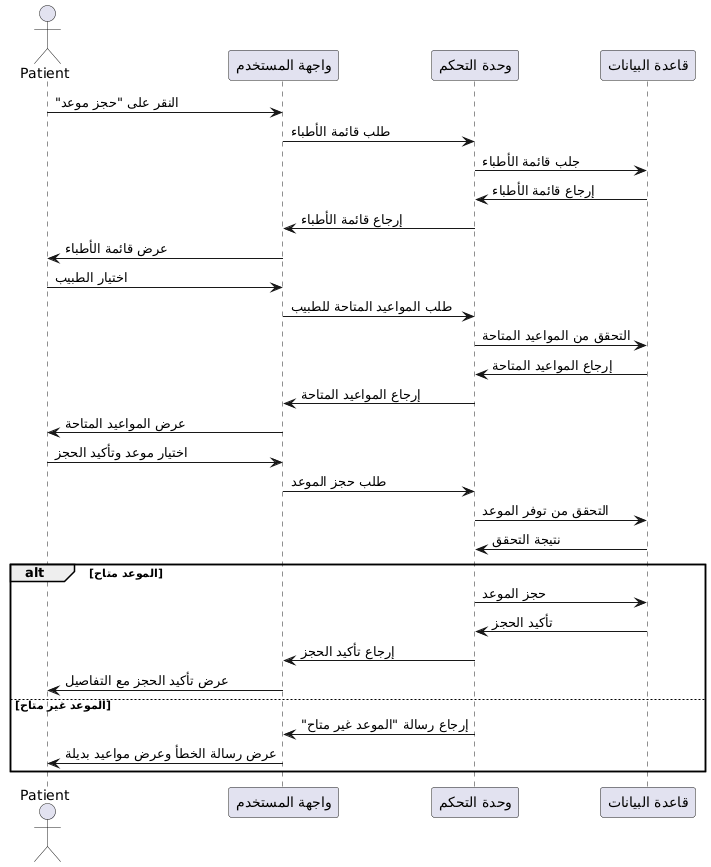 Patient
واجهة المستخدم
وحدة التحكم
قاعدة البيانات
النقر على "حجز موعد"
طلب قائمة الأطباء
جلب قائمة الأطباء
إرجاع قائمة الأطباء
إرجاع قائمة الأطباء
عرض قائمة الأطباء
اختيار الطبيب
طلب المواعيد المتاحة للطبيب
التحقق من المواعيد المتاحة
إرجاع المواعيد المتاحة
إرجاع المواعيد المتاحة
عرض المواعيد المتاحة
اختيار موعد وتأكيد الحجز
طلب حجز الموعد
التحقق من توفر الموعد
نتيجة التحقق
alt [الموعد متاح]
حجز الموعد
تأكيد الحجز
إرجاع تأكيد الحجز
عرض تأكيد الحجز مع التفاصيل
[الموعد غير متاح]
إرجاع رسالة "الموعد غير متاح"
عرض رسالة الخطأ وعرض مواعيد بديلة
Patient
واجهة المستخدم
وحدة التحكم
قاعدة البيانات